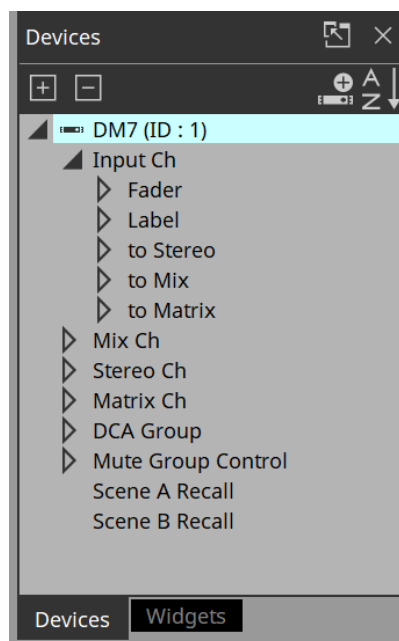 Devices
A
Z
DM7 (ID : 1)
Input Ch
Fader
Label
to Stereo
to Mix
to Matrix
Mix Ch
Stereo Ch
Matrix Ch
DCA Group
Mute Group Control
Scene A Recall
Scene B Recall
Devices Widgets